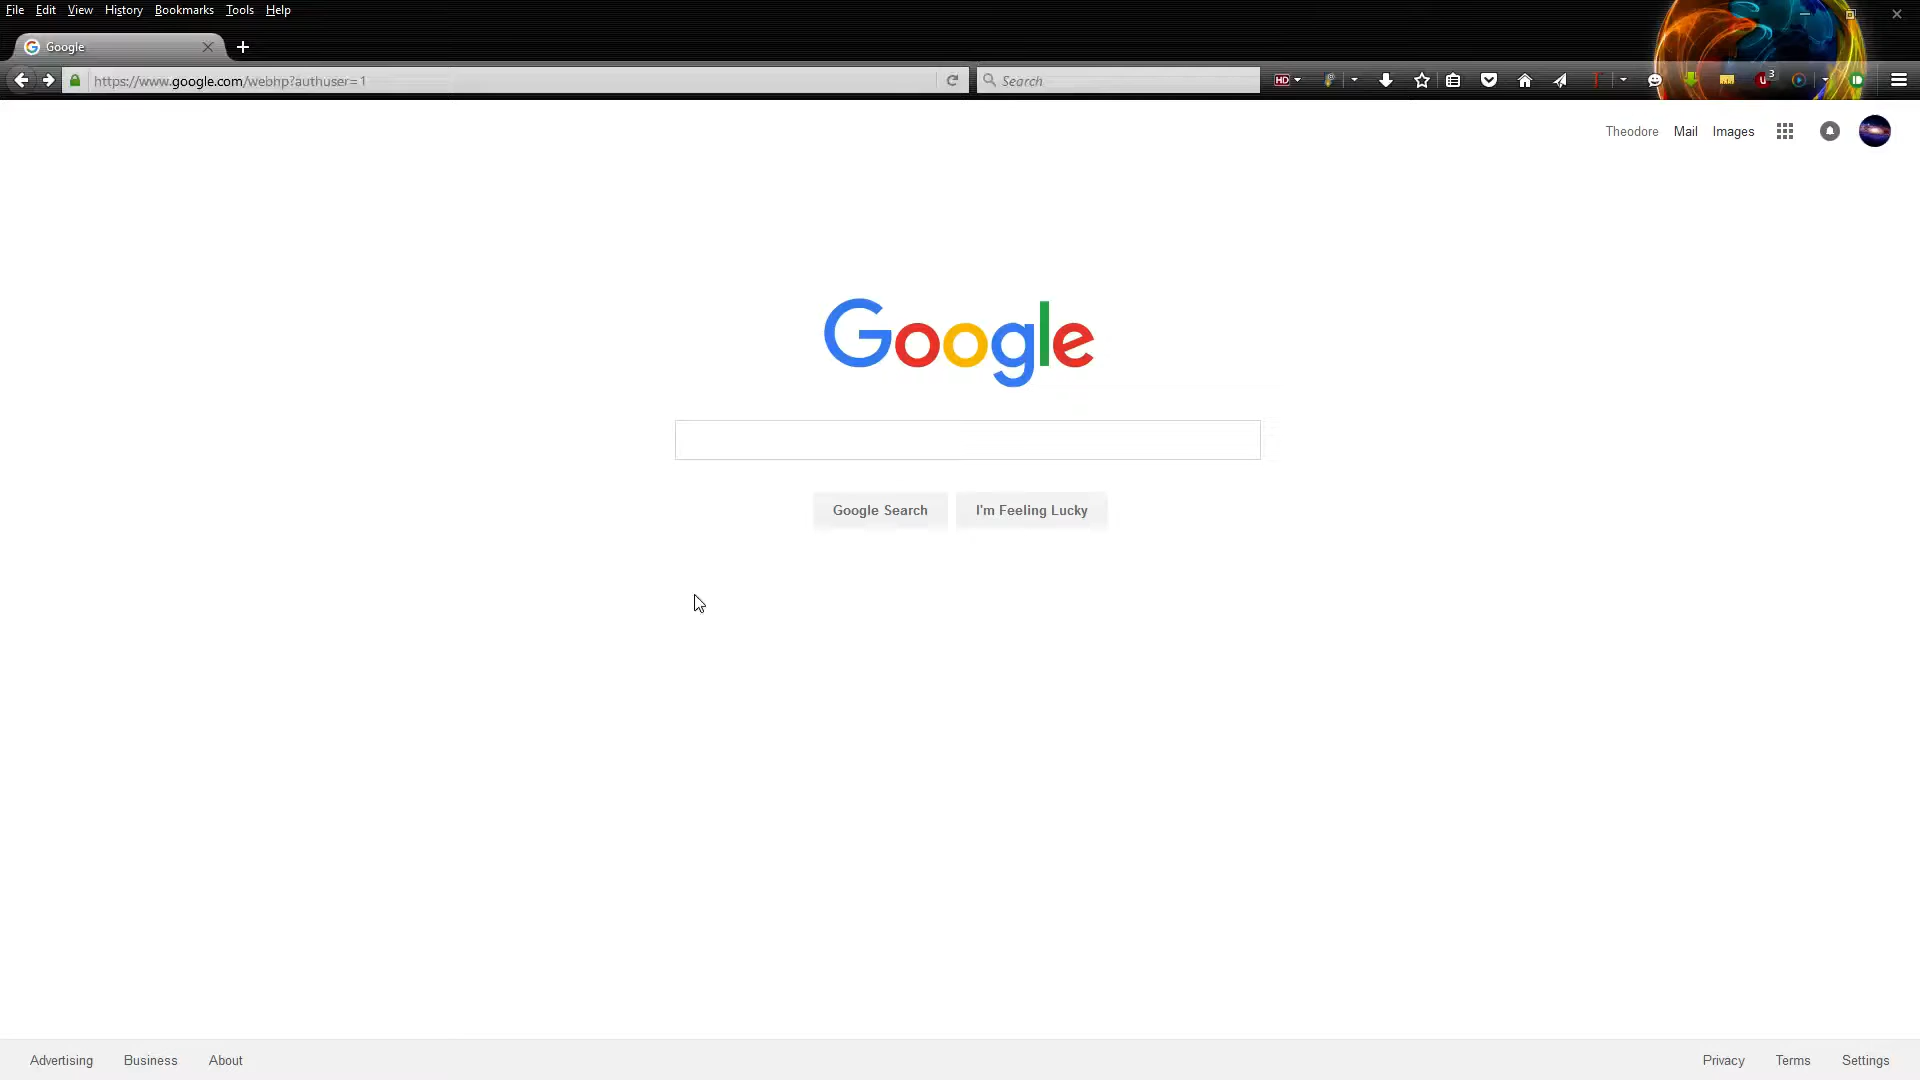 File Edit View History Bookmarks Tools Help
Google
https://www.google.com/webhp?authuser=1
Search
HD
3
Theodore Mail Images
Google
Google Search I'm Feeling Lucky
Advertising Business About
Privacy Terms Settings